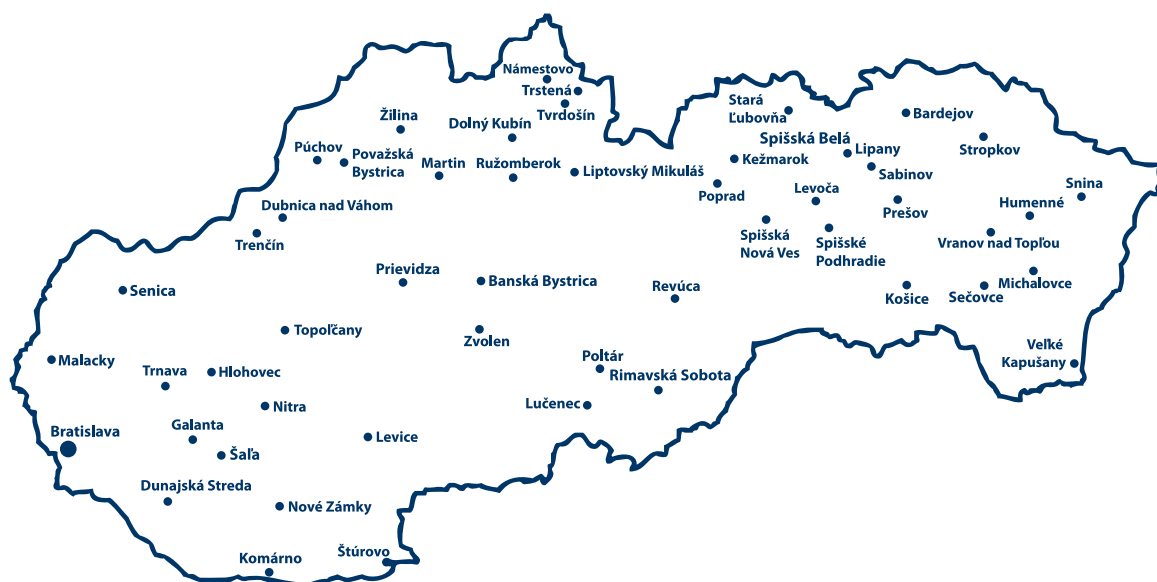 Námestovo
Trstená
Tvrdošín
Stará
Ľubovňa
Bardejov
Žilina
Dolný Kubín
Spišská Belá
Lipany
Stropkov
Púchov
Považská
Bystrica
Martin
Ružomberok
Liptovský Mikuláš
Kežmarok
Sabinov
Snina
Poprad
Levoča
Prešov
Humenné
Dubnica nad Váhom
Trenčín
Spišská
Nová Ves
Spišské
Podhradie
Vranov nad Topľou
Prievidza
Banská Bystrica
Revúca
Košice
Sečovce
Michalovce
Senica
Topoľčany
Zvolen
Veľké
Kapušany
Malacky
Trnava
Hlohovec
Poltár
Rimavská Sobota
Nitra
Lučenec
Bratislava
Galanta
Šaľa
Levice
Dunajská Streda
Nové Zámky
Komárno
Štúrovo